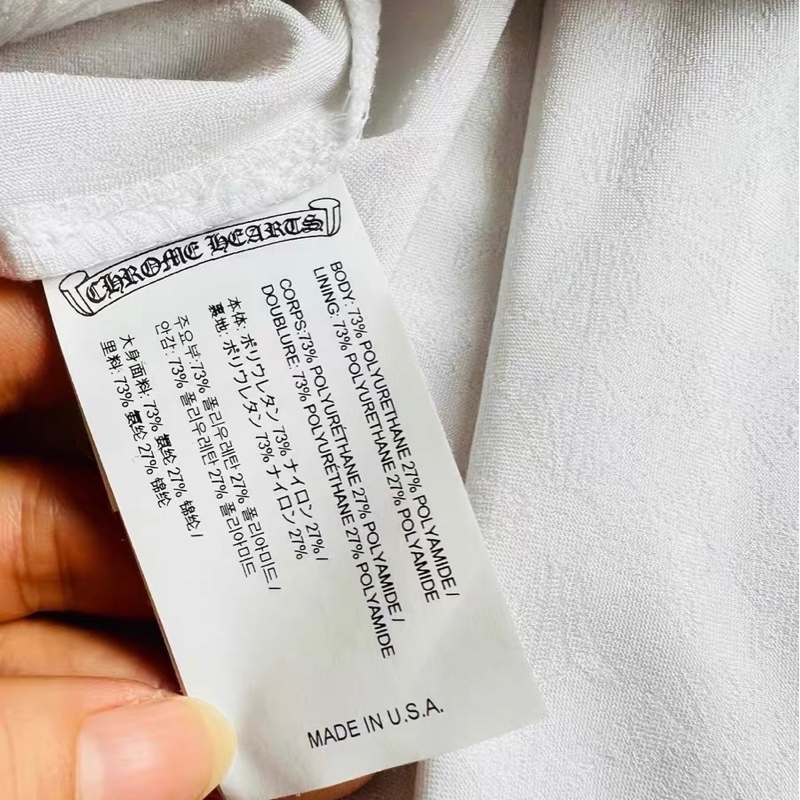 CHROME HEARTS
BODY: 73% POLYURETHANE 27% POLYAMIDE /
LINING: 73% POLYURETHANE 27% POLYAMIDE
CORPS:73% POLYURÉTHANE 27% POLYAMIDE /
DOUBLURE: 73% POLYURÉTHANE 27% POLYAMIDE
本体: ポリウレタン 73% ナイロン 27% /
裏地: ポリウレタン 73% ナイロン 27%
주요부:73% 폴리우레탄 27% 폴리아미드 /
안감: 73% 폴리우레탄 27% 폴리아미드
大身面料: 73% 氨纶 27% 锦纶 /
里料: 73% 氨纶 27% 锦纶
MADE IN U.S.A.